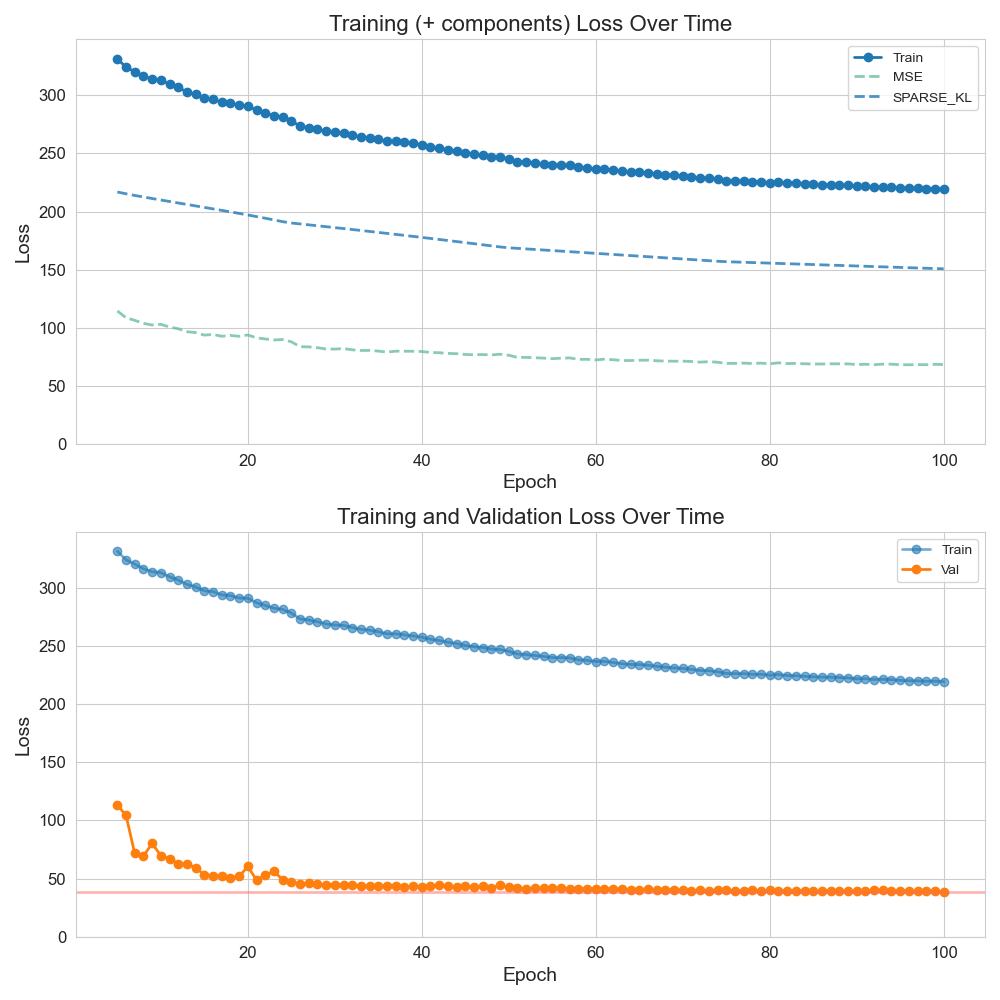 Training (+ components) Loss Over Time
Train
MSE
SPARSE_KL
Loss
300
250
200
150
100
50
0
20 40 60 80 100
Epoch
Training and Validation Loss Over Time
Train
Val
Loss
300
250
200
150
100
50
0
20 40 60 80 100
Epoch